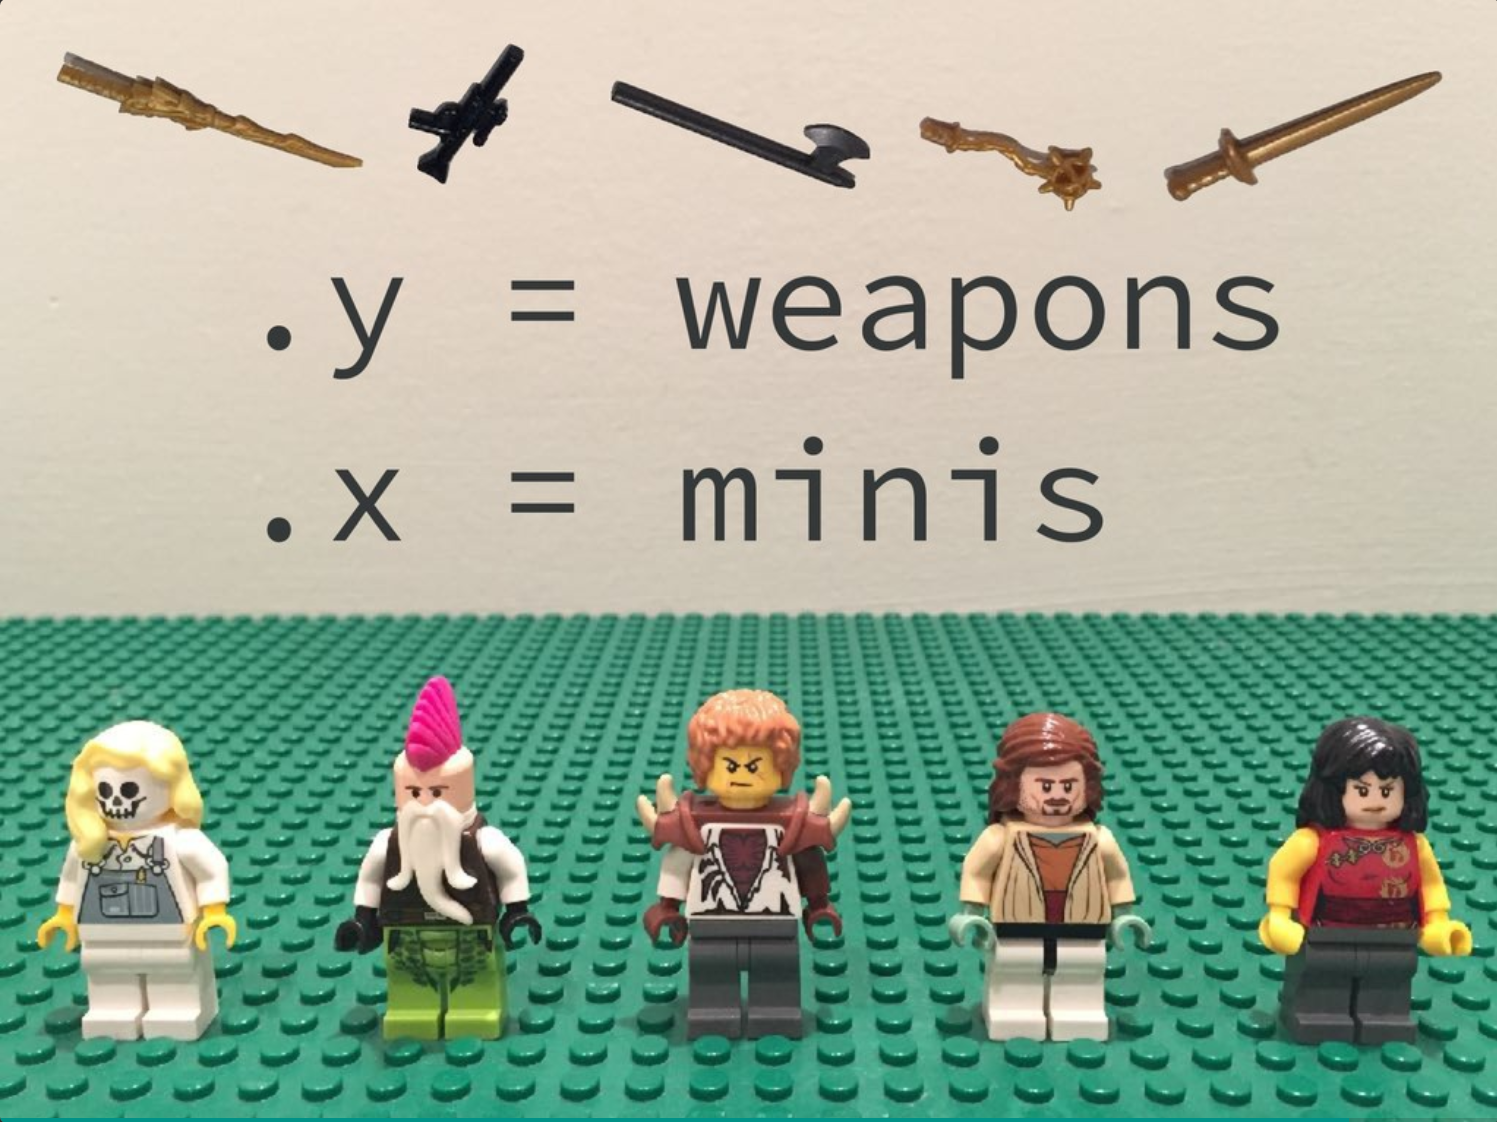 .y = weapons
.x = minis